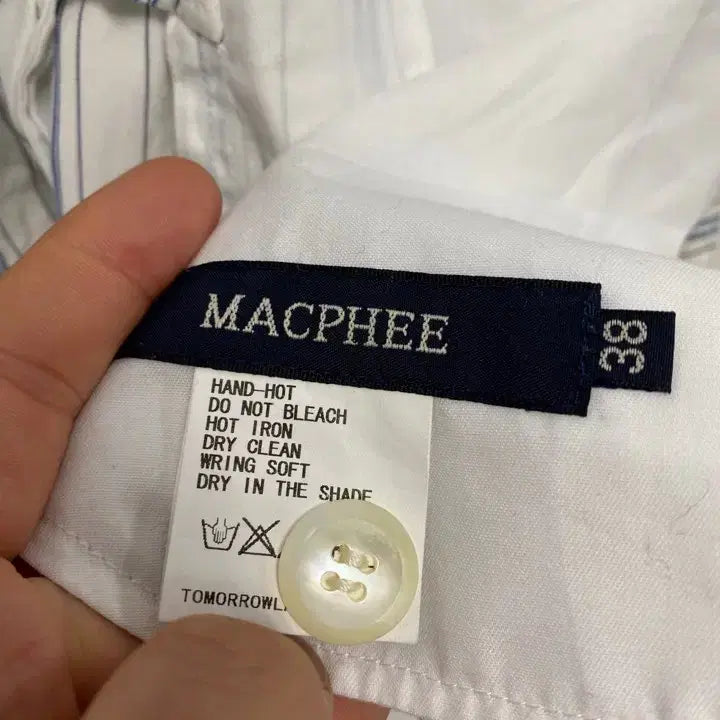 MACPHEE
38
HAND-HOT
DO NOT BLEACH
HOT IRON
DRY CLEAN
WRING SOFT
DRY IN THE SHADE